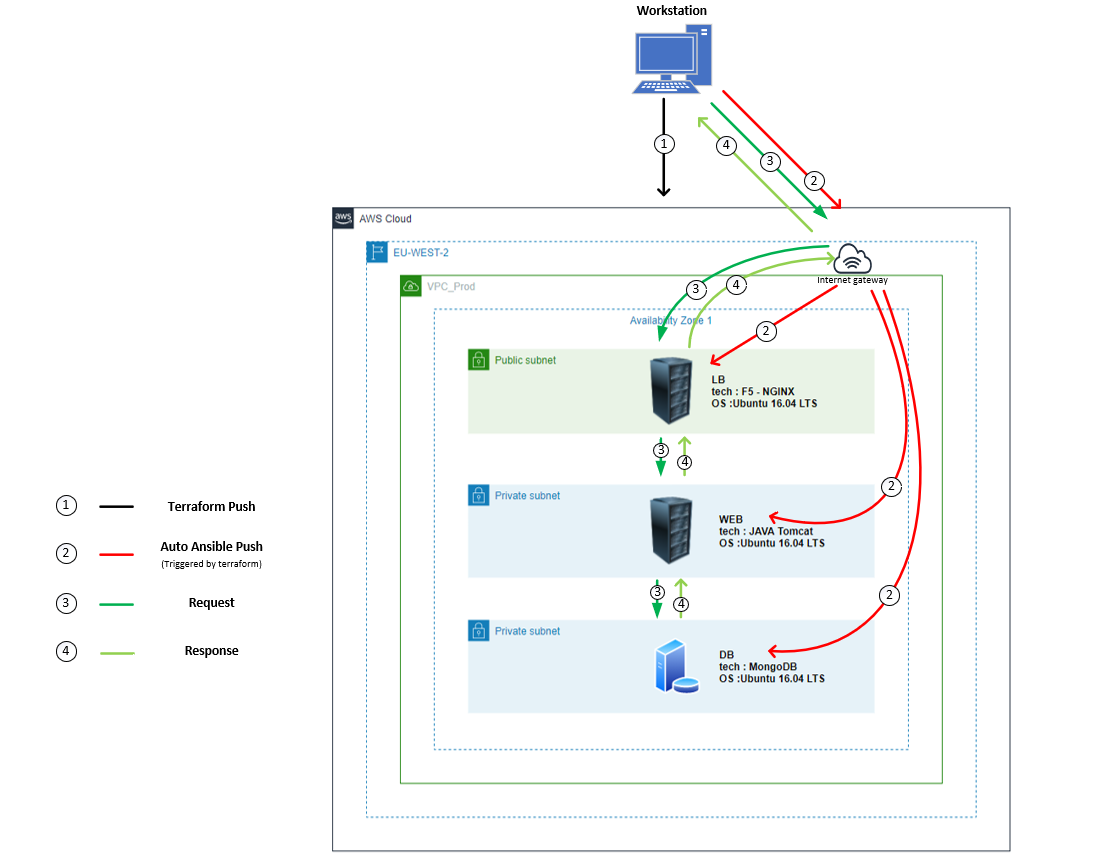 Workstation
1
4
3
2
aws
AWS Cloud
EU-WEST-2
Internet gateway
VPC_Prod
3
4
Availability Zone 1
2
Public subnet
LB
tech : F5 - NGINX
OS :Ubuntu 16.04 LTS
3
4
Private subnet
2
WEB
tech : JAVA Tomcat
OS :Ubuntu 16.04 LTS
3
4
2
Private subnet
DB
tech : MongoDB
OS :Ubuntu 16.04 LTS
1 Terraform Push
2 Auto Ansible Push
(Triggered by terraform)
3 Request
4 Response